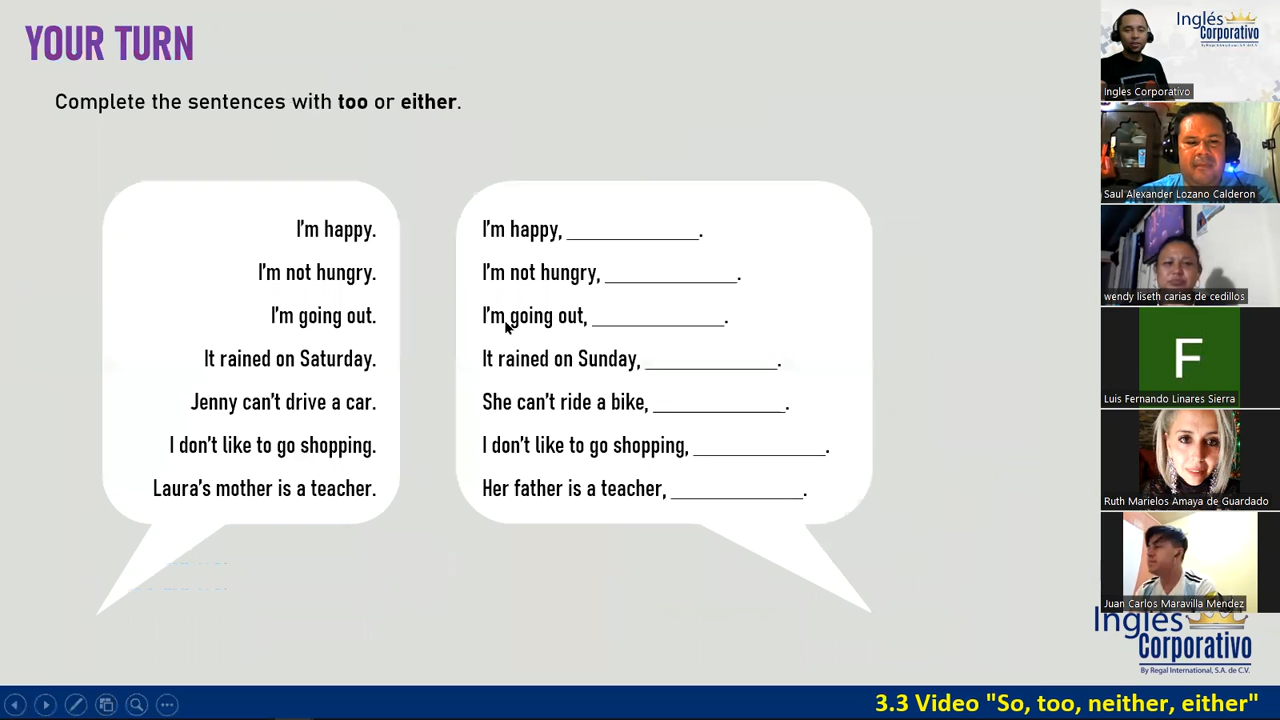 YOUR TURN
Complete the sentences with too or either.
I'm happy.
I'm not hungry.
I'm going out.
It rained on Saturday.
Jenny can't drive a car.
I don't like to go shopping.
Laura's mother is a teacher.
I'm happy, ____________.
I'm not hungry, ____________.
I'm going out, ____________.
It rained on Sunday, ____________.
She can't ride a bike, ____________.
I don't like to go shopping, ____________.
Her father is a teacher, ____________.
Inglés
Corporativo
By Regal International, S.A. de C.V.
Ingles Corporativo
Saul Alexander Lozano Calderon
wendy liseth carias de cedillos
F
Luis Fernando Linares Sierra
Ruth Marielos Amaya de Guardado
Juan Carlos Maravilla Mendez
Inglés
Corporativo
By Regal International, S.A. de C.V.
3.3 Video "So, too, neither, either"